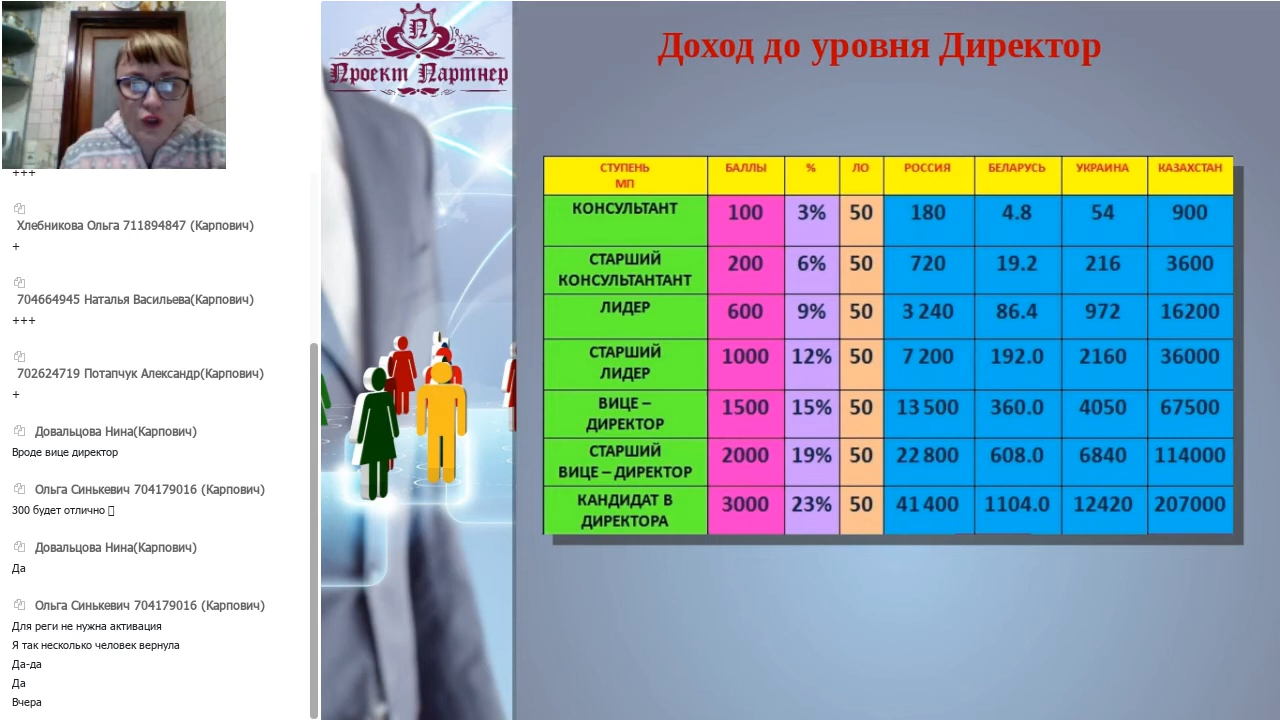 +++
Хлебникова Ольга 711894847 (Карпович)
+
704664945 Наталья Васильева(Карпович)
+++
702624719 Потапчук Александр(Карпович)
+
Довальцова Нина(Карпович)
Вроде вице директор
Ольга Синькевич 704179016 (Карпович)
300 будет отлично
Довальцова Нина(Карпович)
Да
Ольга Синькевич 704179016 (Карпович)
Для реги не нужна активация
Я так несколько человек вернула
Да-да
Да
Вчера
П
Проект Партнер
Доход до уровня Директор
СТУПЕНЬ МП БАЛЛЫ % ЛО РОССИЯ БЕЛАРУСЬ УКРАИНА КАЗАХСТАН
КОНСУЛЬТАНТ 100 3% 50 180 4.8 54 900
СТАРШИЙ КОНСУЛЬТАНТАНТ 200 6% 50 720 19.2 216 3600
ЛИДЕР 600 9% 50 3 240 86.4 972 16200
СТАРШИЙ ЛИДЕР 1000 12% 50 7 200 192.0 2160 36000
ВИЦЕ – ДИРЕКТОР 1500 15% 50 13 500 360.0 4050 67500
СТАРШИЙ ВИЦЕ – ДИРЕКТОР 2000 19% 50 22 800 608.0 6840 114000
КАНДИДАТ В ДИРЕКТОРА 3000 23% 50 41 400 1104.0 12420 207000